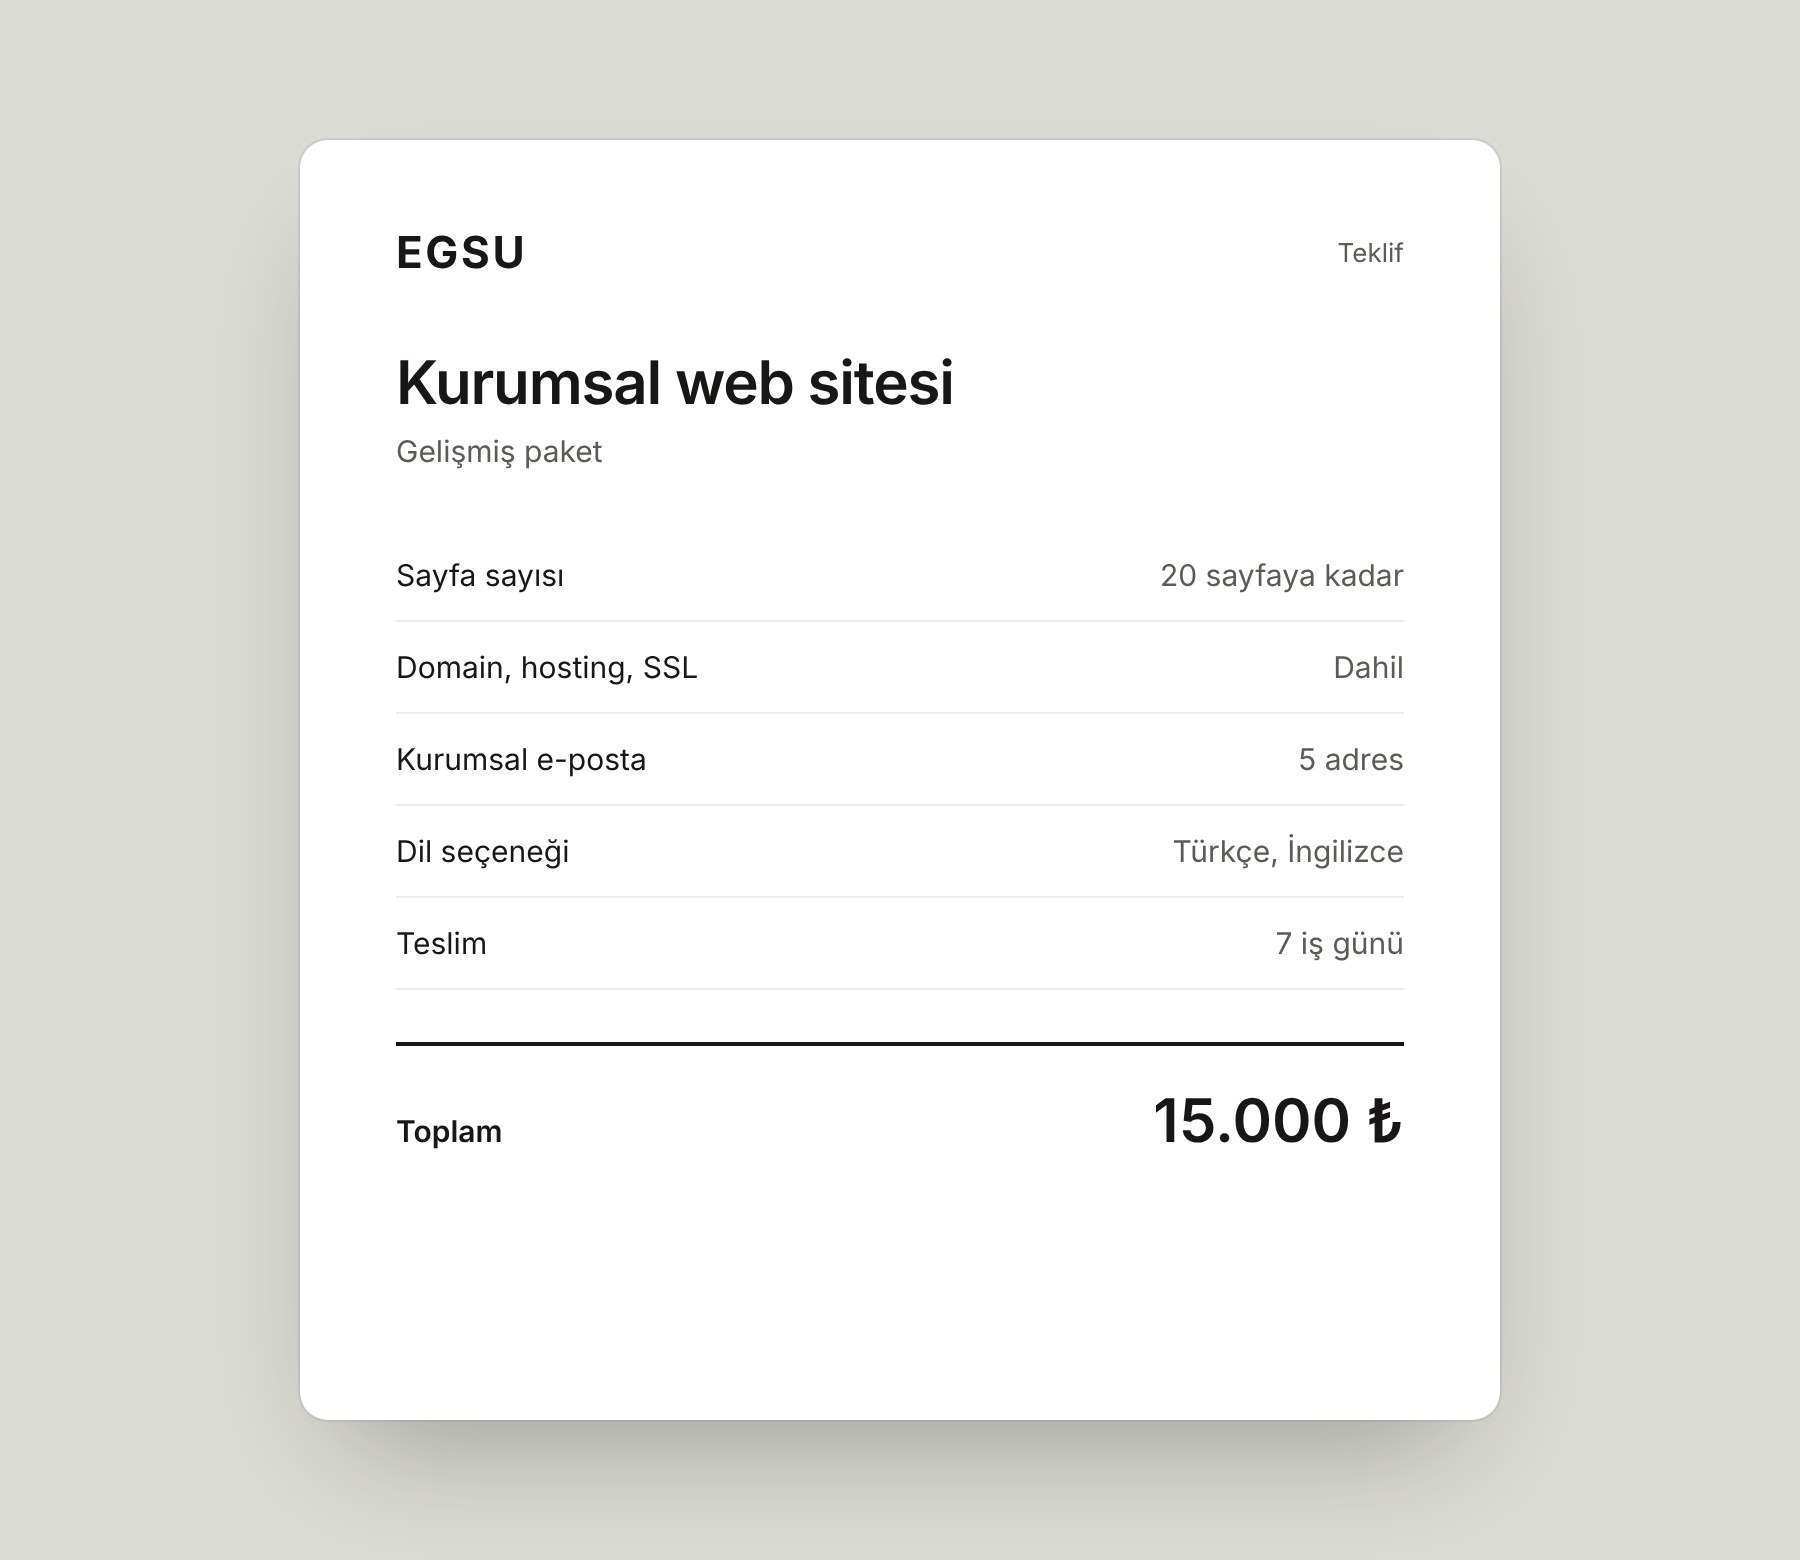 EGSU
Teklif
Kurumsal web sitesi
Gelişmiş paket
Sayfa sayısı 20 sayfaya kadar
Domain, hosting, SSL Dahil
Kurumsal e-posta 5 adres
Dil seçeneği Türkçe, İngilizce
Teslim 7 iş günü
Toplam 15.000 ₺